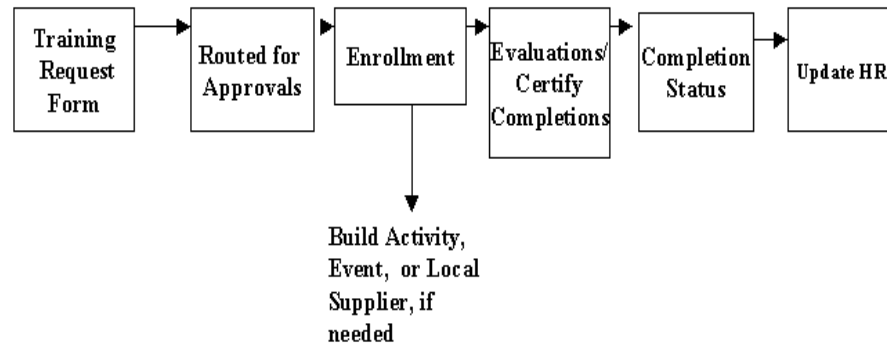 Training
Request
Form
Routed for
Approvals
Enrollment
Evaluations/
Certify
Completions
Completion
Status
Update HR
Build Activity,
Event, or Local
Supplier, if
needed